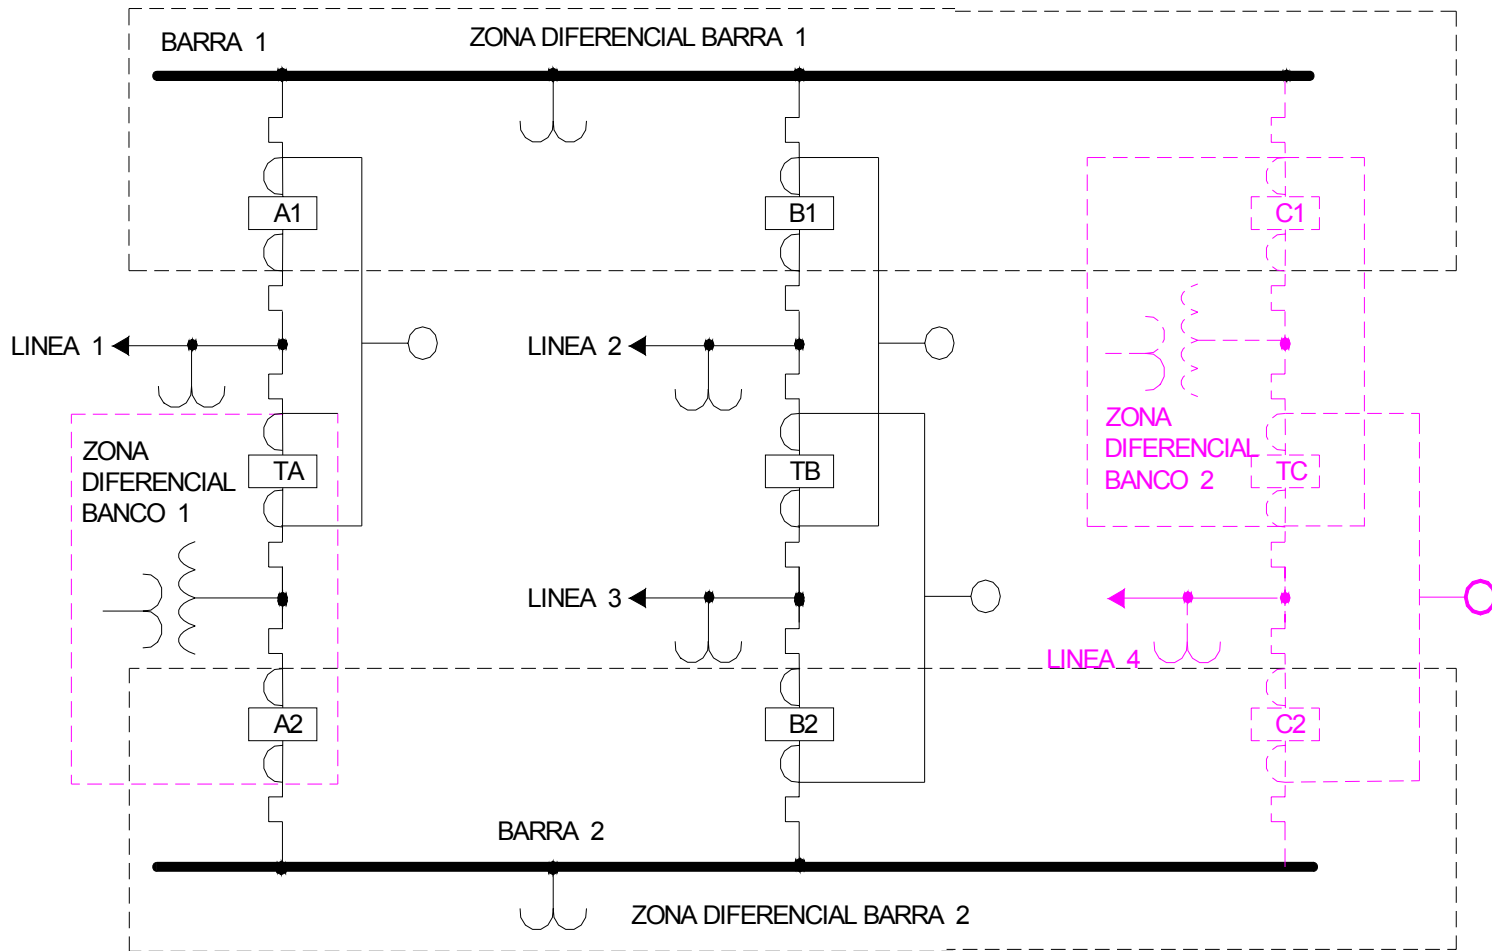 BARRA 1
ZONA DIFERENCIAL BARRA 1
A1
B1
C1
LINEA 1
LINEA 2
ZONA
DIFERENCIAL
BANCO 2
ZONA
DIFERENCIAL
BANCO 1
TA
TB
TC
LINEA 3
LINEA 4
A2
B2
C2
BARRA 2
ZONA DIFERENCIAL BARRA 2